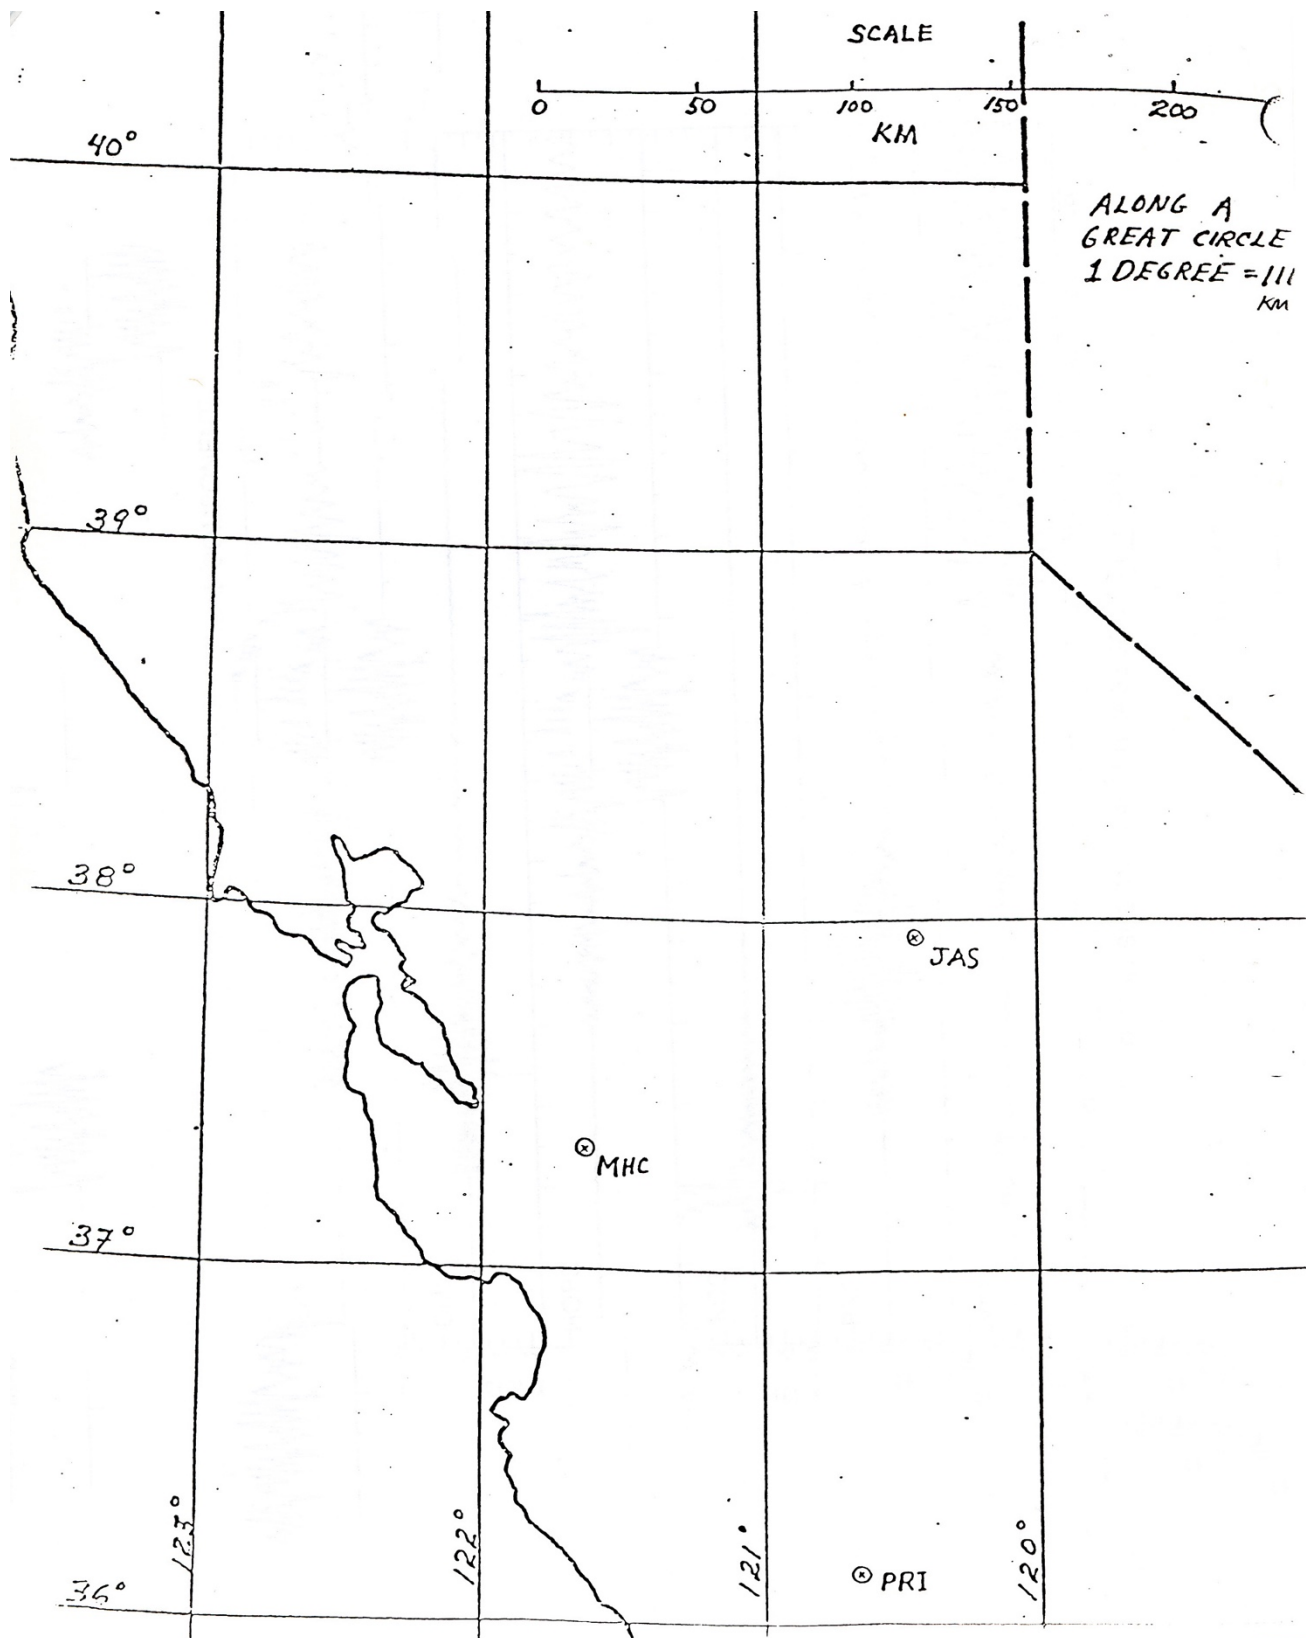 SCALE
0 50 100 150 200
KM
40°
ALONG A
GREAT CIRCLE
1 DEGREE = 111
KM
39°
38°
JAS
MHC
37°
123°
122°
121°
120°
PRI
36°